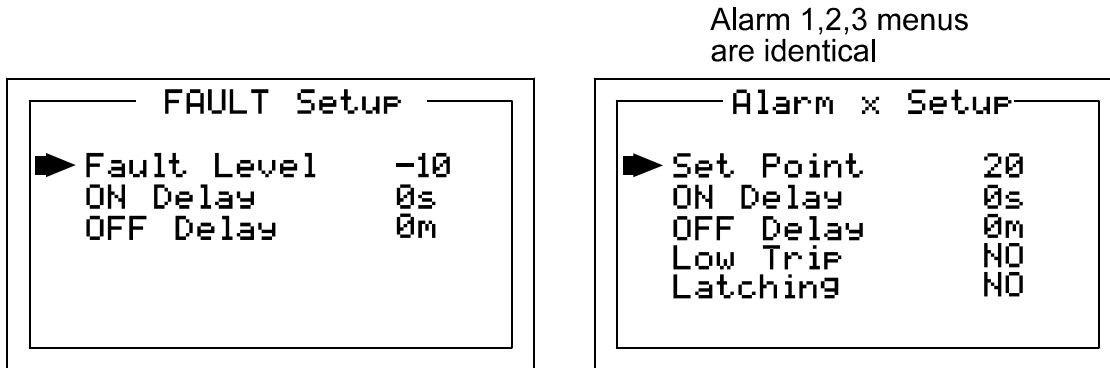 Alarm 1,2,3 menus
are identical
FAULT Setup
Fault Level -10
ON Delay 0s
OFF Delay 0m
Alarm x Setup
Set Point 20
ON Delay 0s
OFF Delay 0m
Low Trip NO
Latching NO